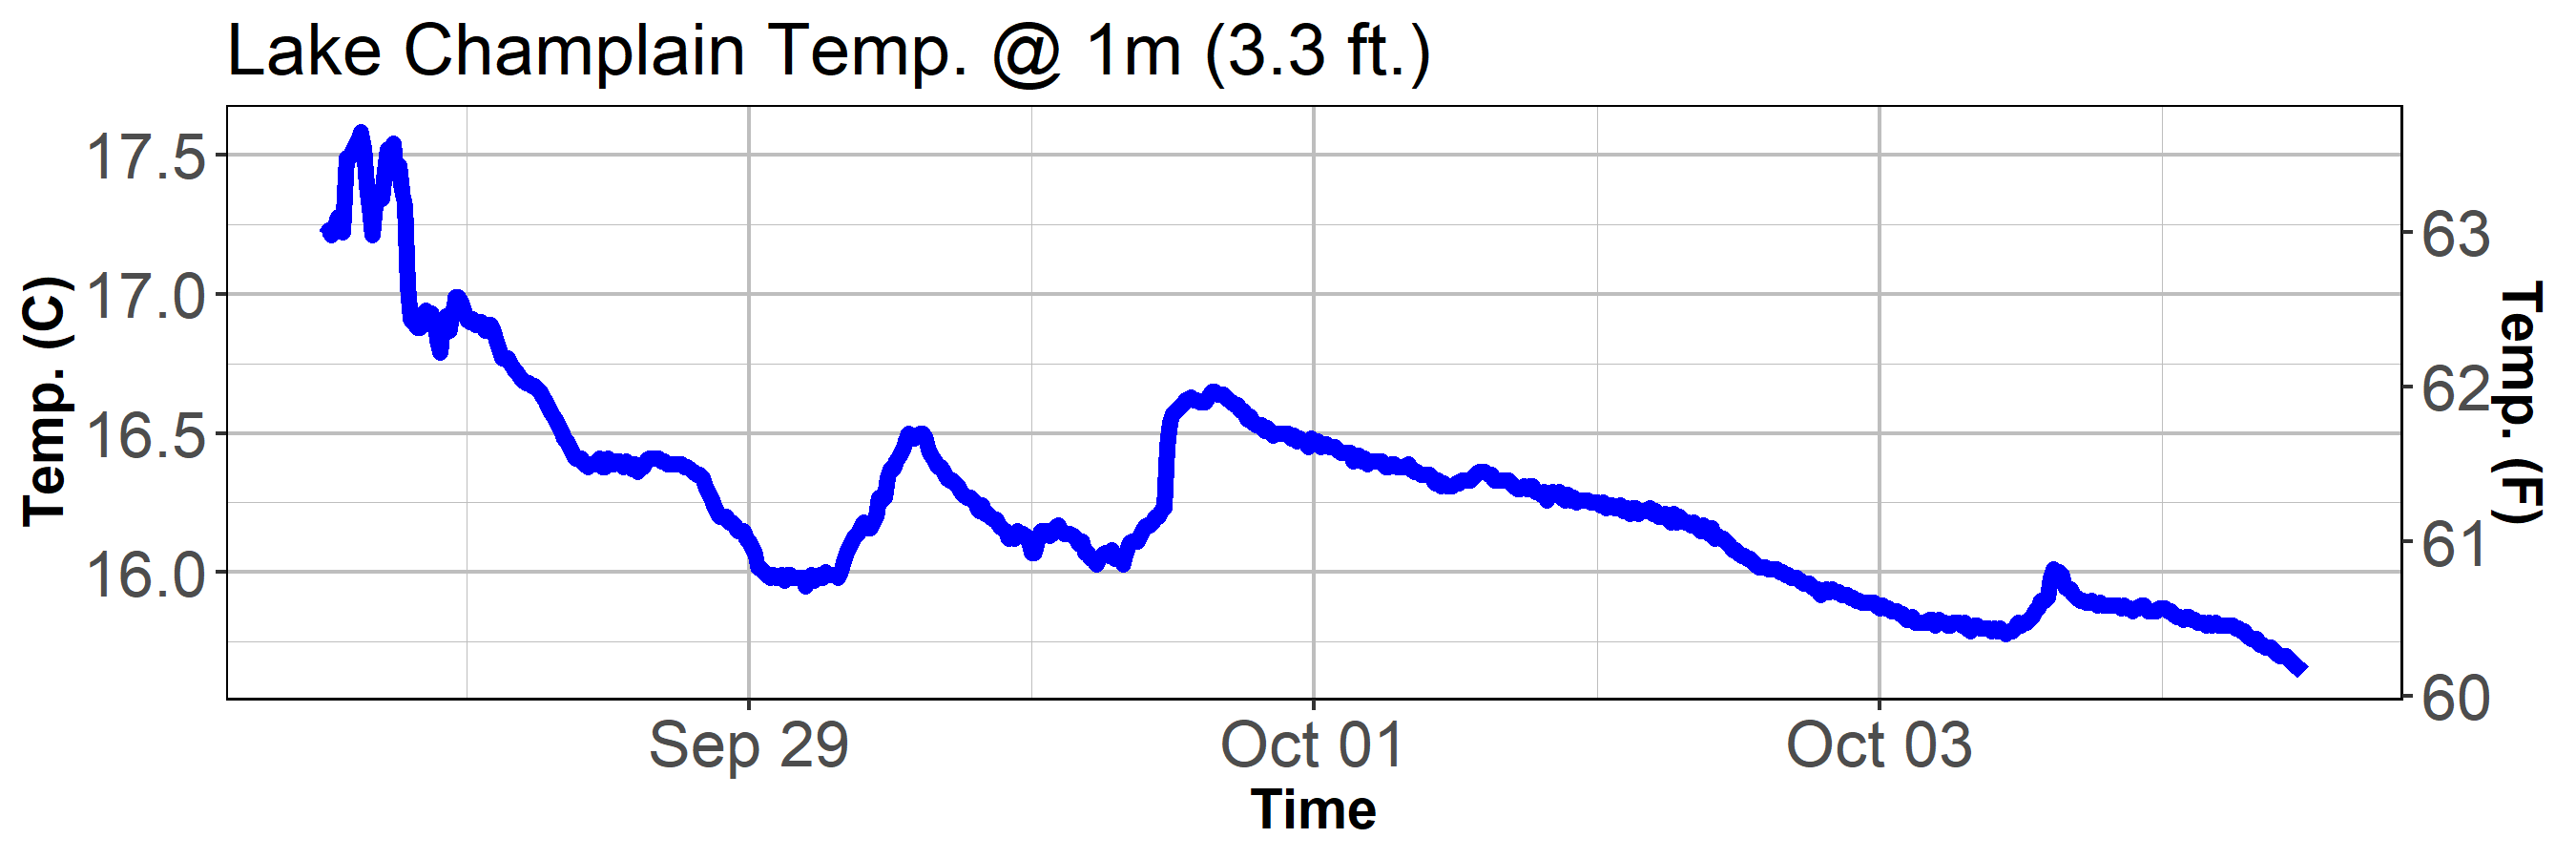 Lake Champlain Temp. @ 1m (3.3 ft.)
17.5
17.0
16.5
16.0
Temp. (C)
63
62
61
60
Temp. (F)
Sep 29
Oct 01
Oct 03
Time